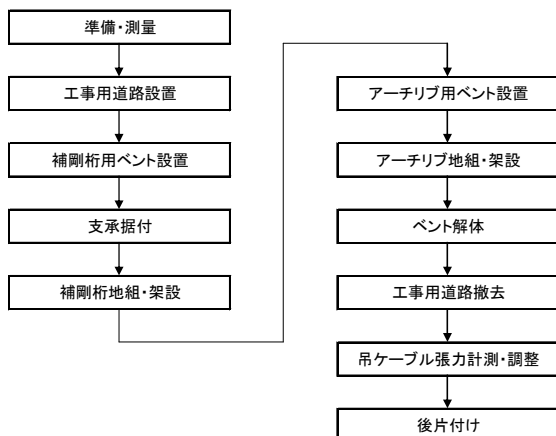 準備・測量
工事用道路設置
補剛桁用ベント設置
支承据付
補剛桁地組・架設
アーチリブ用ベント設置
アーチリブ地組・架設
ベント解体
工事用道路撤去
吊ケーブル張力計測・調整
後片付け